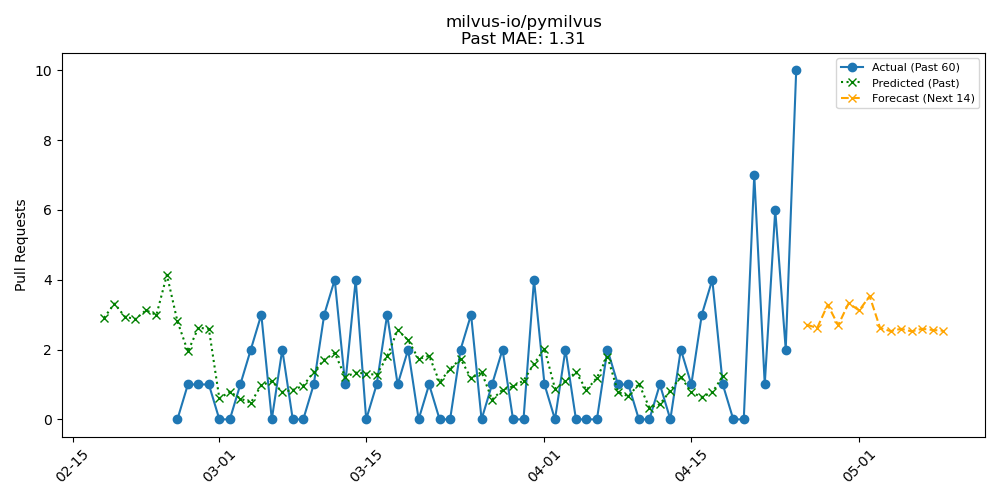 milvus-io/pymilvus
Past MAE: 1.31
Actual (Past 60)
Predicted (Past)
Forecast (Next 14)
Pull Requests
10
8
6
4
2
0
02-15
03-01
03-15
04-01
04-15
05-01